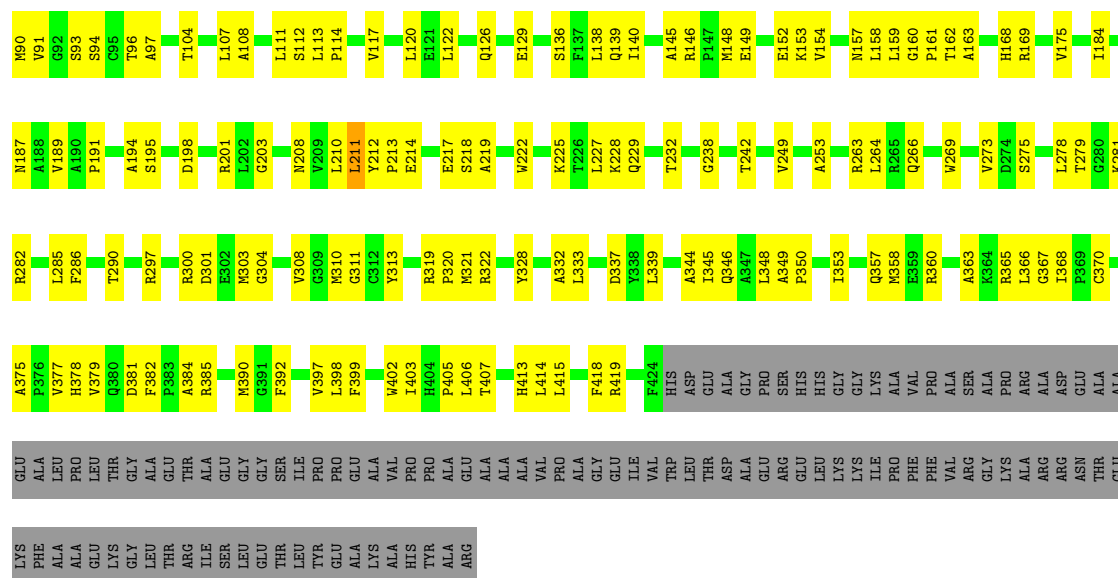 M90 V91 G92 S93 S94 C95 T96 A97 T104 L107 A108 L111 S112 L113 P114 V117 L120 E121 L122 Q126 E129 S136 F137 L138 Q139 I140 A145 R146 P147 M148 E149 E152 K153 V154 N157 L158 L159 G160 P161 T162 A163 H168 R169 V175 I184
N187 A188 V189 A190 P191 A194 S195 D198 R201 L202 G203 N208 V209 L210 L211 Y212 P213 E214 E217 S218 A219 W222 K225 T226 L227 K228 Q229 T232 G238 T242 V249 A253 R263 L264 R265 Q266 W269 V273 D274 S275 L278 T279 G280 K281
R282 L285 F286 T290 R297 R300 D301 E302 M303 G304 V308 G309 M310 G311 C312 Y313 R319 P320 M321 R322 Y328 A332 L333 D337 Y338 L339 A344 I345 Q346 A347 L348 A349 P350 I353 Q357 M358 E359 R360 A363 K364 R365 L366 G367 I368 P369 C370
A375 P376 V377 H378 V379 Q380 D381 F382 P383 A384 R385 M390 G391 F392 V397 L398 F399 W402 I403 H404 P405 L406 T407 H413 L414 L415 F418 R419 F424 HIS ASP GLU ALA GLY PRO SER HIS HIS GLY GLY LYS ALA VAL PRO ALA SER ALA PRO ARG ALA ASP GLU ALA ALA
GLU ALA LEU PRO LEU THR GLY ALA GLU THR ALA GLU GLY GLY SER ILE PRO PRO GLU ALA VAL PRO PRO ALA GLU ALA ALA ALA VAL PRO ALA GLY GLU ILE VAL TRP LEU THR ASP ALA GLU ARG GLU LEU LYS LYS ILE PRO PHE PHE VAL ARG GLY LYS ALA ARG ARG ASN THR GLU
LYS PHE ALA ALA GLU LYS GLY LEU THR ARG ILE SER LEU GLU THR LEU TYR GLU ALA LYS ALA HIS TYR ALA ARG